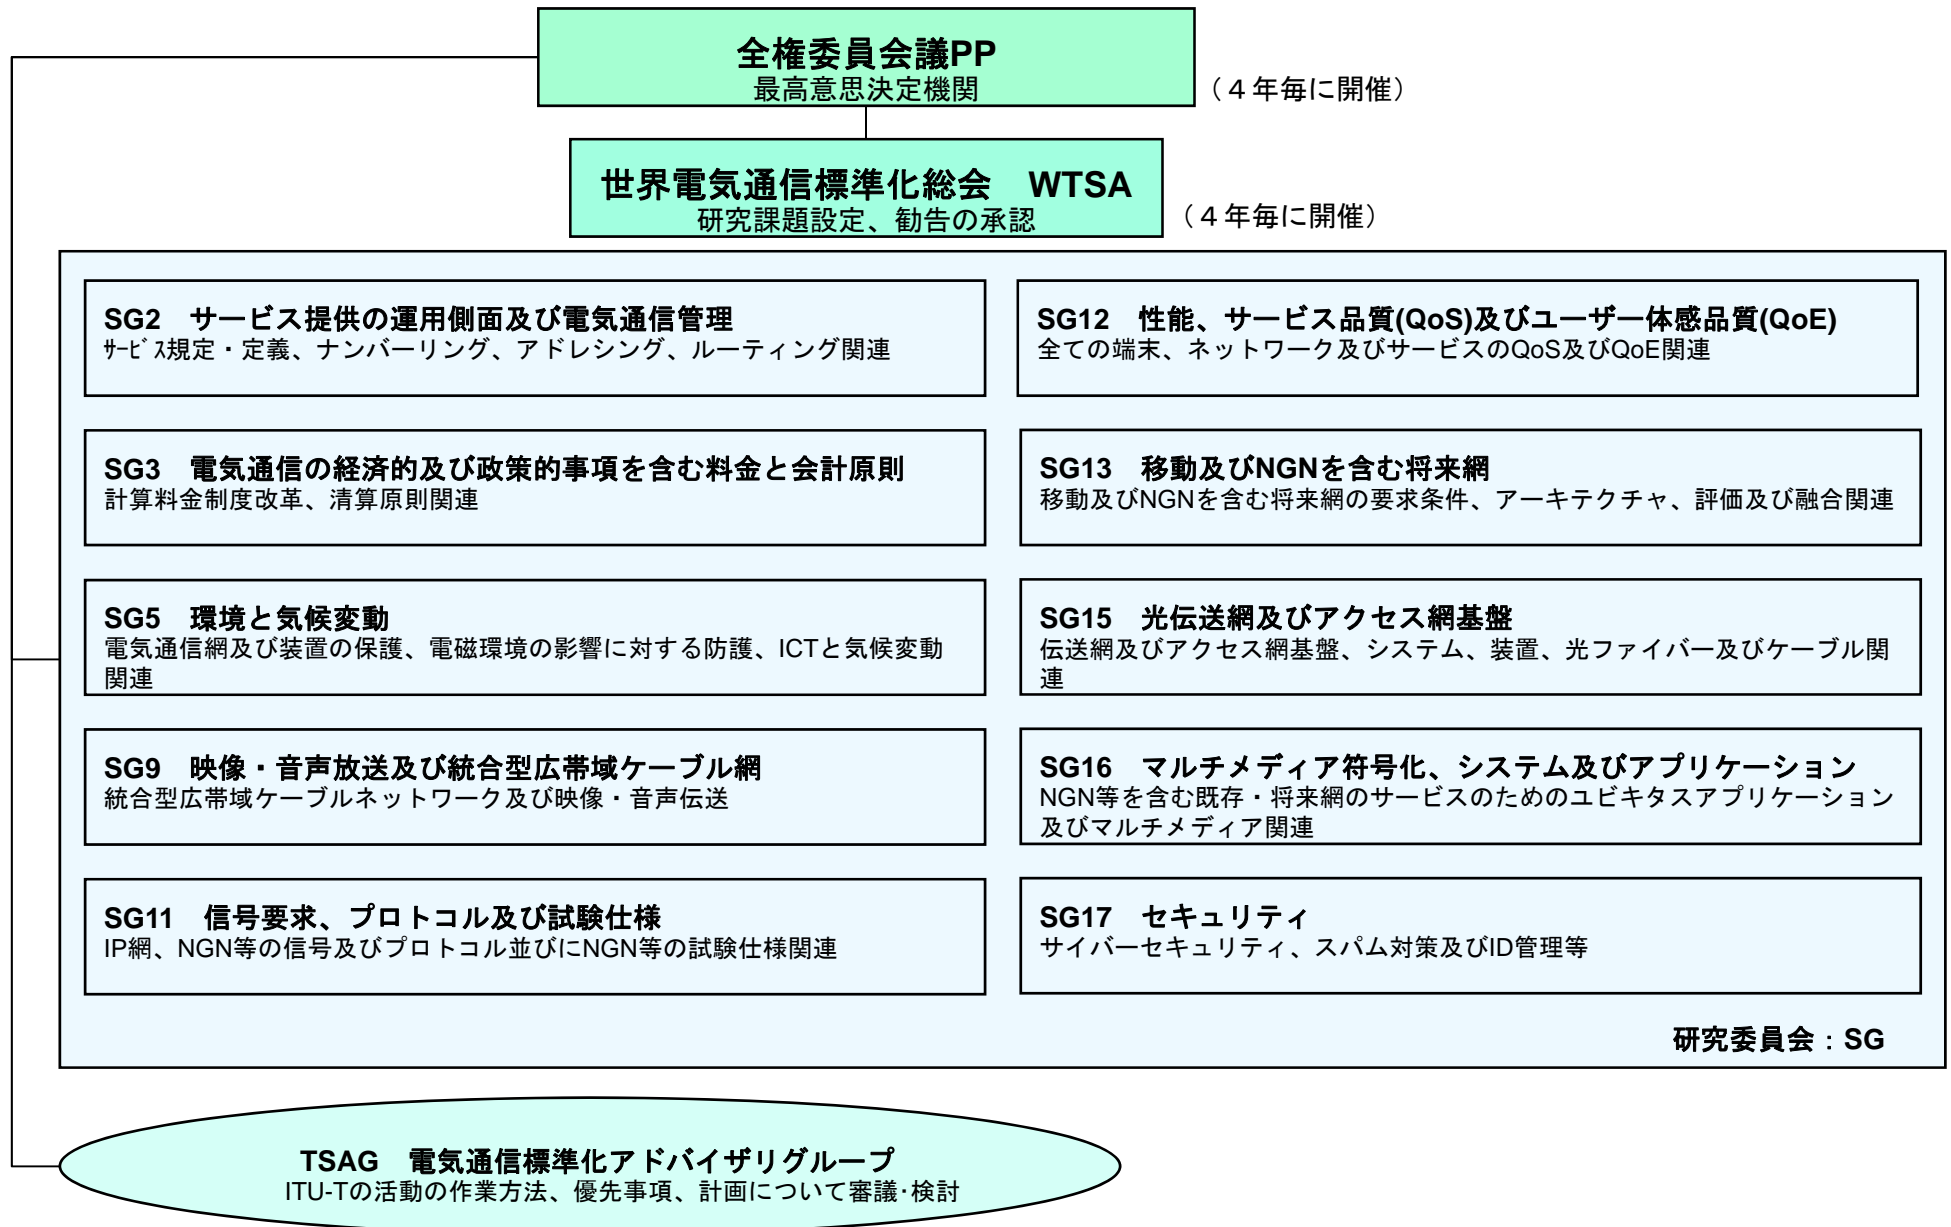 全権委員会議PP
最高意思決定機関
（４年毎に開催）
世界電気通信標準化総会　WTSA
研究課題設定、勧告の承認
（４年毎に開催）
SG2　サービス提供の運用側面及び電気通信管理
ｻｰﾋﾞｽ規定・定義、ナンバーリング、アドレシング、ルーティング関連
SG3　電気通信の経済的及び政策的事項を含む料金と会計原則
計算料金制度改革、清算原則関連
SG5　環境と気候変動
電気通信網及び装置の保護、電磁環境の影響に対する防護、ICTと気候変動
関連
SG9　映像・音声放送及び統合型広帯域ケーブル網
統合型広帯域ケーブルネットワーク及び映像・音声伝送
SG11　信号要求、プロトコル及び試験仕様
IP網、NGN等の信号及びプロトコル並びにNGN等の試験仕様関連
SG12　性能、サービス品質(QoS)及びユーザー体感品質(QoE)
全ての端末、ネットワーク及びサービスのQoS及びQoE関連
SG13　移動及びNGNを含む将来網
移動及びNGNを含む将来網の要求条件、アーキテクチャ、評価及び融合関連
SG15　光伝送網及びアクセス網基盤
伝送網及びアクセス網基盤、システム、装置、光ファイバー及びケーブル関
連
SG16　マルチメディア符号化、システム及びアプリケーション
NGN等を含む既存・将来網のサービスのためのユビキタスアプリケーション
及びマルチメディア関連
SG17　セキュリティ
サイバーセキュリティ、スパム対策及びID管理等
研究委員会：SG
TSAG　電気通信標準化アドバイザリグループ
ITU-Tの活動の作業方法、優先事項、計画について審議･検討